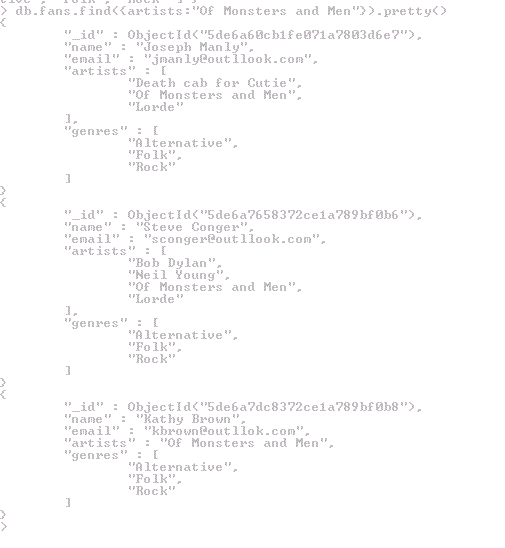 > db.fans.find({artists:"Of Monsters and Men"}).pretty()
{
"_id" : ObjectId("5de6a60cb1fe071a7803d6e7"),
"name" : "Joseph Manly",
"email" : "jmanly@outllook.com",
"artists" : [
"Death cab for Cutie",
"Of Monsters and Men",
"Lorde"
],
"genres" : [
"Alternative",
"Folk",
"Rock"
]
}
{
"_id" : ObjectId("5de6a7658372ce1a789bf0b6"),
"name" : "Steve Conger",
"email" : "sconger@outllook.com",
"artists" : [
"Bob Dylan",
"Neil Young",
"Of Monsters and Men",
"Lorde"
],
"genres" : [
"Alternative",
"Folk",
"Rock"
]
}
{
"_id" : ObjectId("5de6a7dc8372ce1a789bf0b8"),
"name" : "Kathy Brown",
"email" : "kbrown@outllok.com",
"artists" : "Of Monsters and Men",
"genres" : [
"Alternative",
"Folk",
"Rock"
]
}
>